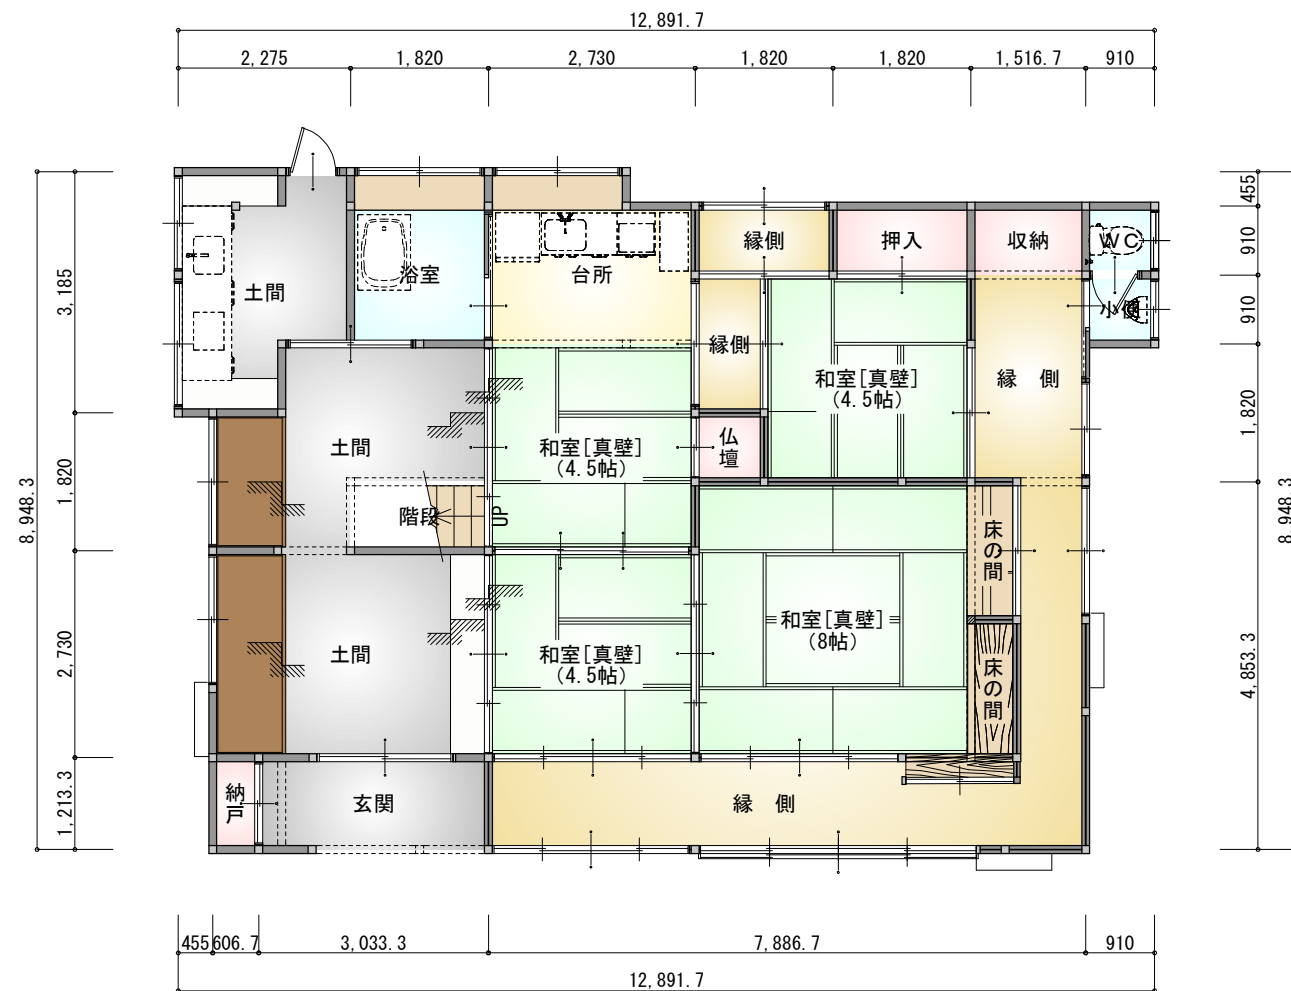 12,891.7
2,275
1,820
2,730
1,820
1,820
1,516.7
910
8,948.3
3,185
1,820
2,730
1,213.3
455
910
910
1,820
4,853.3
8,948.3
縁側
押入
収納
WC
浴室
台所
土間
小便
縁側
和室[真壁]
(4.5帖)
縁 側
土間
和室[真壁]
(4.5帖)
仏壇
階段
UP
床の間
和室[真壁]
(8帖)
土間
和室[真壁]
(4.5帖)
床の間
納戸
玄関
縁 側
455
606.7
3,033.3
7,886.7
910
12,891.7